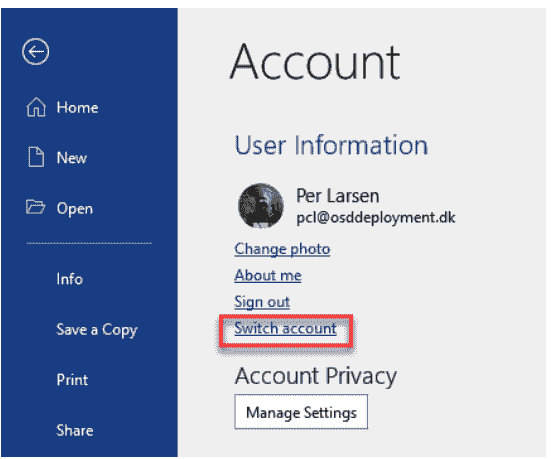 Account
Home
New
Open
Info
Save a Copy
Print
Share
User Information
Per Larsen
pcl@osddeployment.dk
Change photo
About me
Sign out
Switch account
Account Privacy
Manage Settings